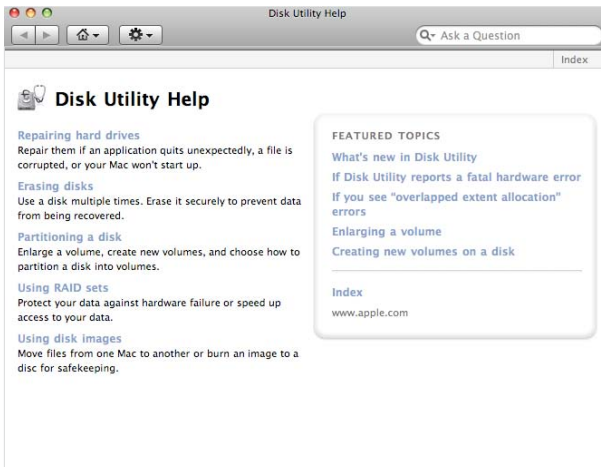 Disk Utility Help
Ask a Question
Index
Disk Utility Help
Repairing hard drives
Repair them if an application quits unexpectedly, a file is
corrupted, or your Mac won't start up.
Erasing disks
Use a disk multiple times. Erase it securely to prevent data
from being recovered.
Partitioning a disk
Enlarge a volume, create new volumes, and choose how to
partition a disk into volumes.
Using RAID sets
Protect your data against hardware failure or speed up
access to your data.
Using disk images
Move files from one Mac to another or burn an image to a
disc for safekeeping.
FEATURED TOPICS
What's new in Disk Utility
If Disk Utility reports a fatal hardware error
If you see "overlapped extent allocation"
errors
Enlarging a volume
Creating new volumes on a disk
Index
www.apple.com